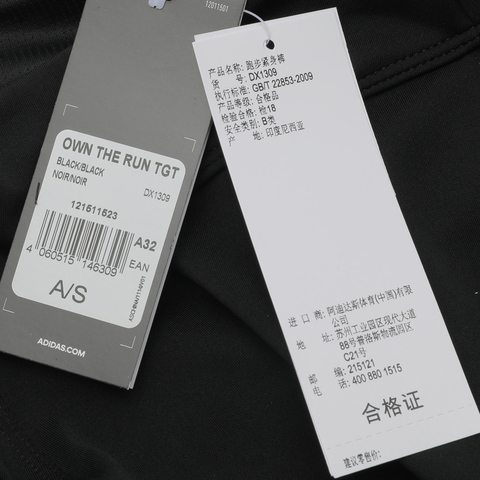 12011501
OWN THE RUN TGT
BLACK/BLACK
NOIR/NOIR
DX1309
121511523
A32
4 060515 146309
EAN
A/S
ADIDAS.COM
产品名称: 跑步紧身裤
货 号: DX1309
执行标准: GB/T 22853-2009
产品等级: 合格品
检验合格: 检18
安全类别: B类
产 地: 印度尼西亚
进 口 商: 阿迪达斯体育(中国)有限
公司
地 址: 苏州工业园区现代大道
88号普洛斯物流园区
C21号
邮 编: 215121
电 话: 400 880 1515
合格证
建议零售价: